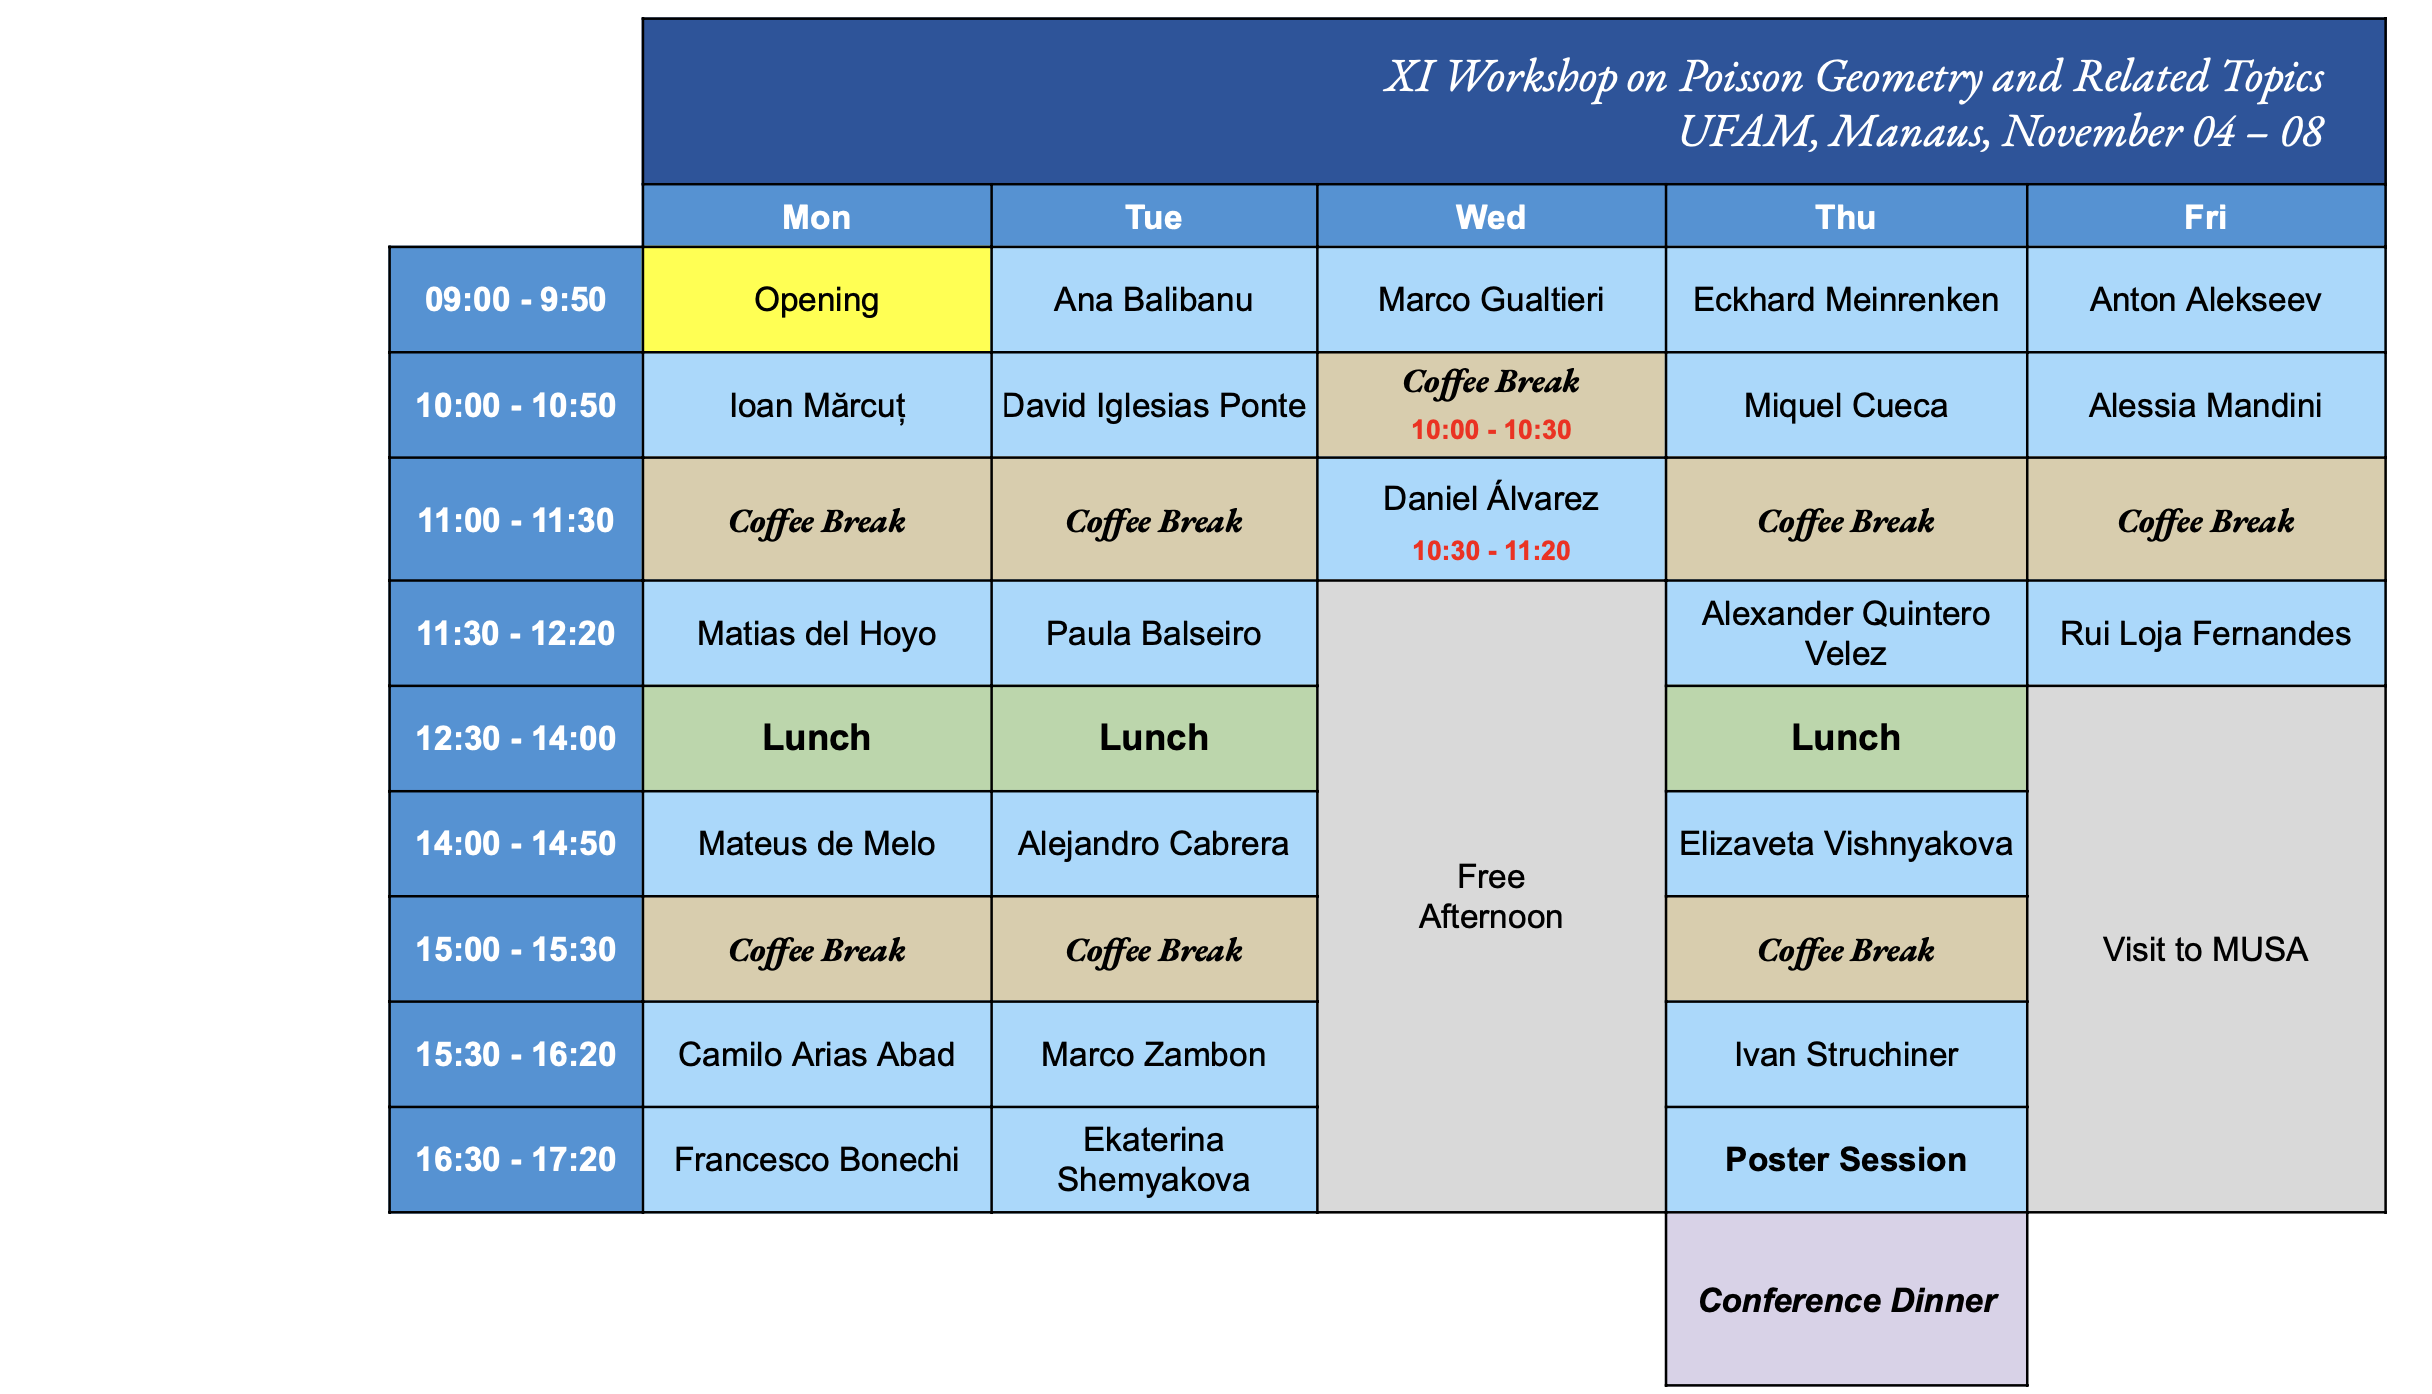 XI Workshop on Poisson Geometry and Related Topics
UFAM, Manaus, November 04 – 08
Mon Tue Wed Thu Fri
09:00 - 9:50 Opening Ana Balibanu Marco Gualtieri Eckhard Meinrenken Anton Alekseev
10:00 - 10:50 Ioan Mărcuț David Iglesias Ponte Coffee Break Miquel Cueca Alessia Mandini
10:00 - 10:30
11:00 - 11:30 Coffee Break Coffee Break Daniel Álvarez Coffee Break Coffee Break
10:30 - 11:20
11:30 - 12:20 Matias del Hoyo Paula Balseiro Alexander Quintero Rui Loja Fernandes
Velez
12:30 - 14:00 Lunch Lunch Lunch
14:00 - 14:50 Mateus de Melo Alejandro Cabrera Elizaveta Vishnyakova
Free
Afternoon
15:00 - 15:30 Coffee Break Coffee Break Coffee Break Visit to MUSA
15:30 - 16:20 Camilo Arias Abad Marco Zambon Ivan Struchiner
16:30 - 17:20 Francesco Bonechi Ekaterina Poster Session
Shemyakova
Conference Dinner